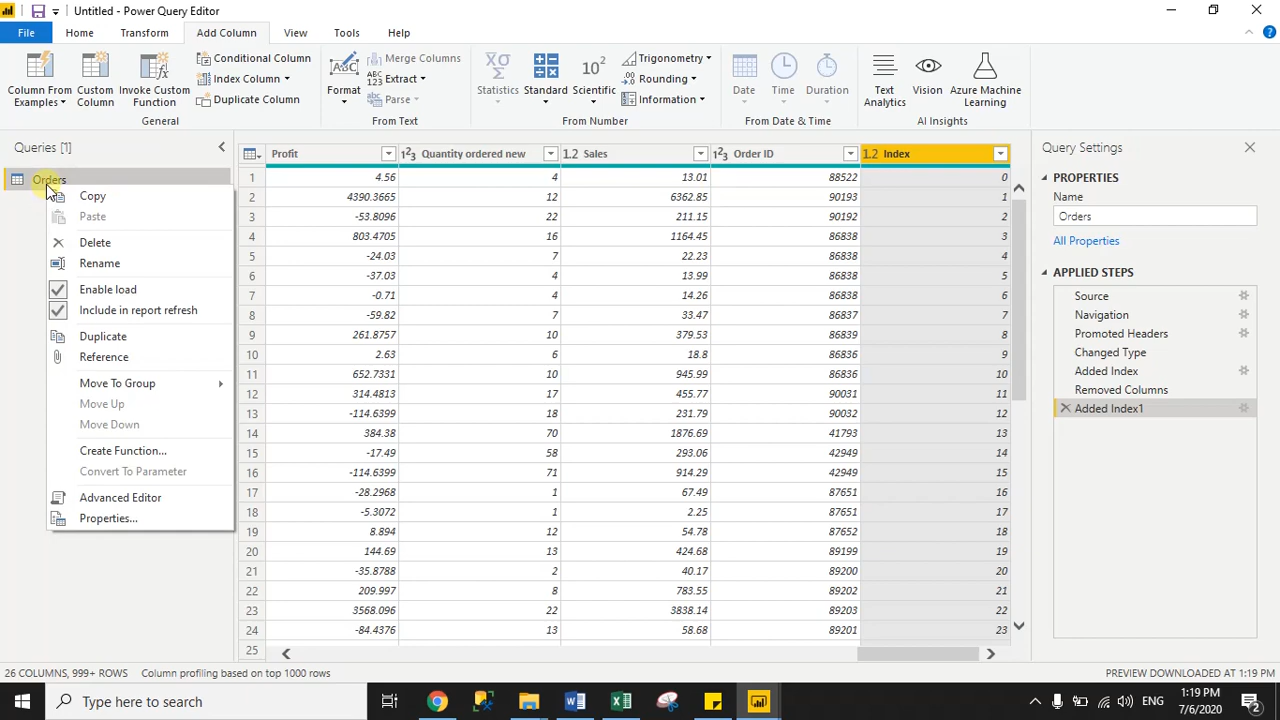 Untitled - Power Query Editor
File Home Transform Add Column View Tools Help
Column From Examples
Custom Column
Invoke Custom Function
Conditional Column
Index Column
Duplicate Column
General
Format
Merge Columns
Extract
Parse
From Text
Statistics
Standard
Scientific
Trigonometry
Rounding
Information
From Number
Date
Time
Duration
From Date & Time
Text Analytics
Vision
Azure Machine Learning
AI Insights
Queries [1]
Orders
Copy
Paste
Delete
Rename
Enable load
Include in report refresh
Duplicate
Reference
Move To Group
Move Up
Move Down
Create Function...
Convert To Parameter
Advanced Editor
Properties...
Profit 1²3 Quantity ordered new 1.2 Sales 1²3 Order ID 1.2 Index
1 4.56 4 13.01 88522 0
2 4390.3665 12 6362.85 90193 1
3 -53.8096 22 211.15 90192 2
4 803.4705 16 1164.45 86838 3
5 -24.03 7 22.23 86838 4
6 -37.03 4 13.99 86838 5
7 -0.71 4 14.26 86838 6
8 -59.82 7 33.47 86837 7
9 261.8757 10 379.53 86839 8
10 2.63 6 18.8 86836 9
11 652.7331 10 945.99 86836 10
12 314.4813 17 455.77 90031 11
13 -114.6399 18 231.79 90032 12
14 384.38 70 1876.69 41793 13
15 -17.49 58 293.06 42949 14
16 -114.6399 71 914.29 42949 15
17 -28.2968 1 67.49 87651 16
18 -5.3072 1 2.25 87651 17
19 8.894 12 54.78 87652 18
20 144.69 13 424.68 89199 19
21 -35.8788 2 40.17 89200 20
22 209.997 8 783.55 89202 21
23 3568.096 22 3838.14 89203 22
24 -84.4376 13 58.68 89201 23
25
Query Settings
PROPERTIES
Name
Orders
All Properties
APPLIED STEPS
Source
Navigation
Promoted Headers
Changed Type
Added Index
Removed Columns
Added Index1
26 COLUMNS, 999+ ROWS Column profiling based on top 1000 rows PREVIEW DOWNLOADED AT 1:19 PM
Type here to search
ENG
1:19 PM
7/6/2020
2